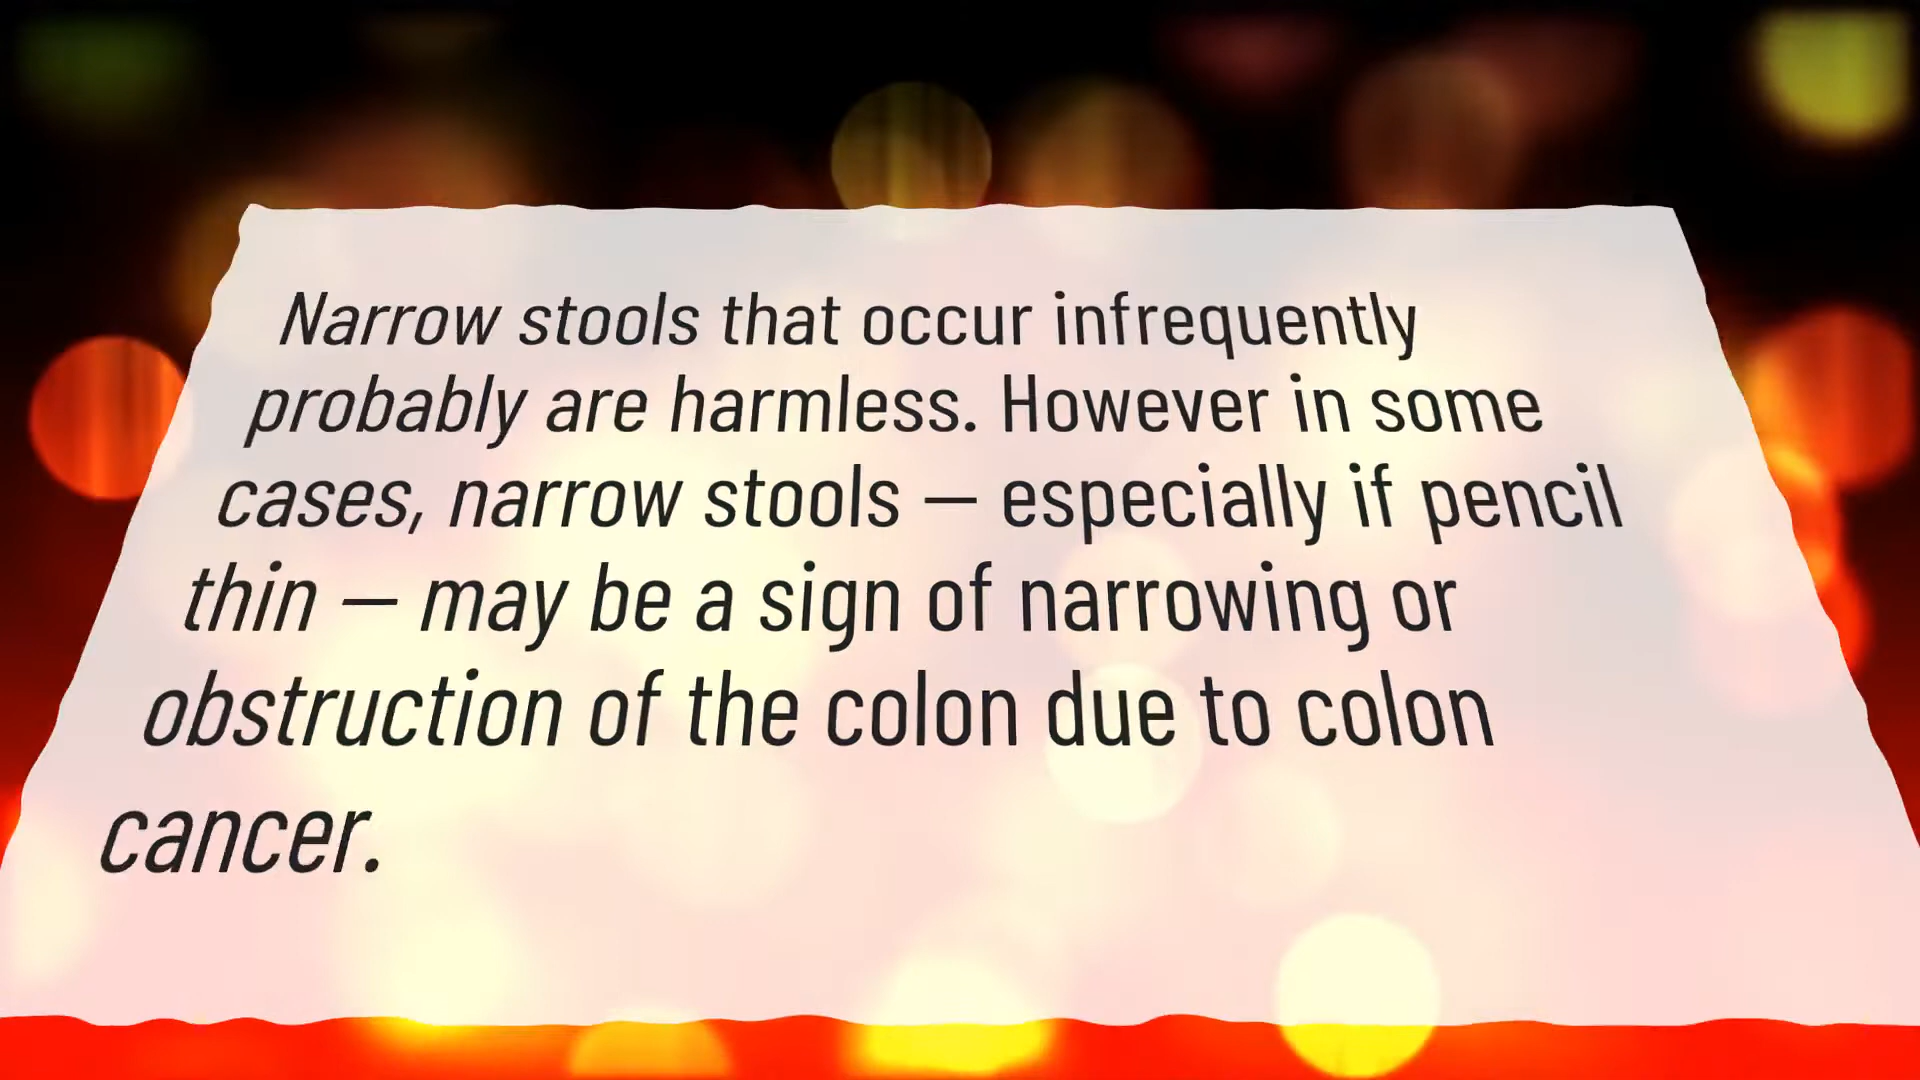 Narrow stools that occur infrequently
probably are harmless. However in some
cases, narrow stools — especially if pencil
thin — may be a sign of narrowing or
obstruction of the colon due to colon
cancer.